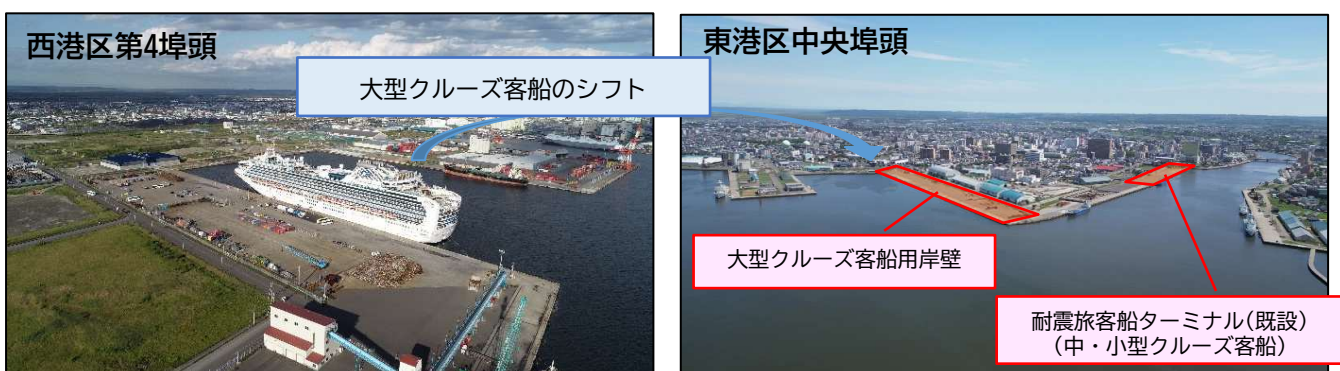 西港区第4埠頭
大型クルーズ客船のシフト
東港区中央埠頭
大型クルーズ客船用岸壁
耐震旅客船ターミナル(既設)
(中・小型クルーズ客船)